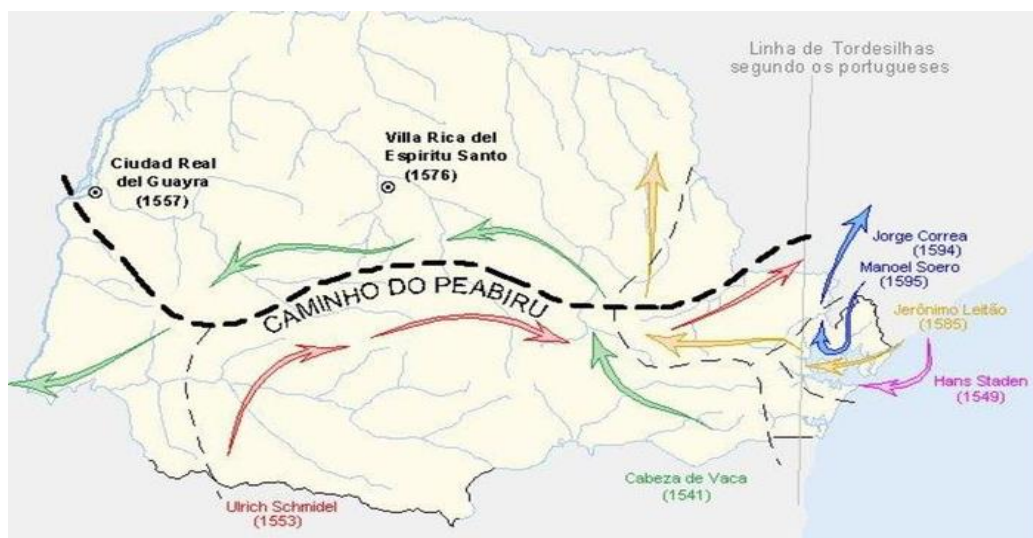 Linha de Tordesilhas
segundo os portugueses
Villa Rica del
Espiritu Santo
(1576)
Ciudad Real
del Guayra
(1557)
CAMINHO DO PEABIRU
Jorge Correa
(1594)
Manoel Soero
(1595)
Jerônimo Leitão
(1585)
Hans Staden
(1549)
Cabeza de Vaca
(1541)
Ulrich Schmidel
(1553)